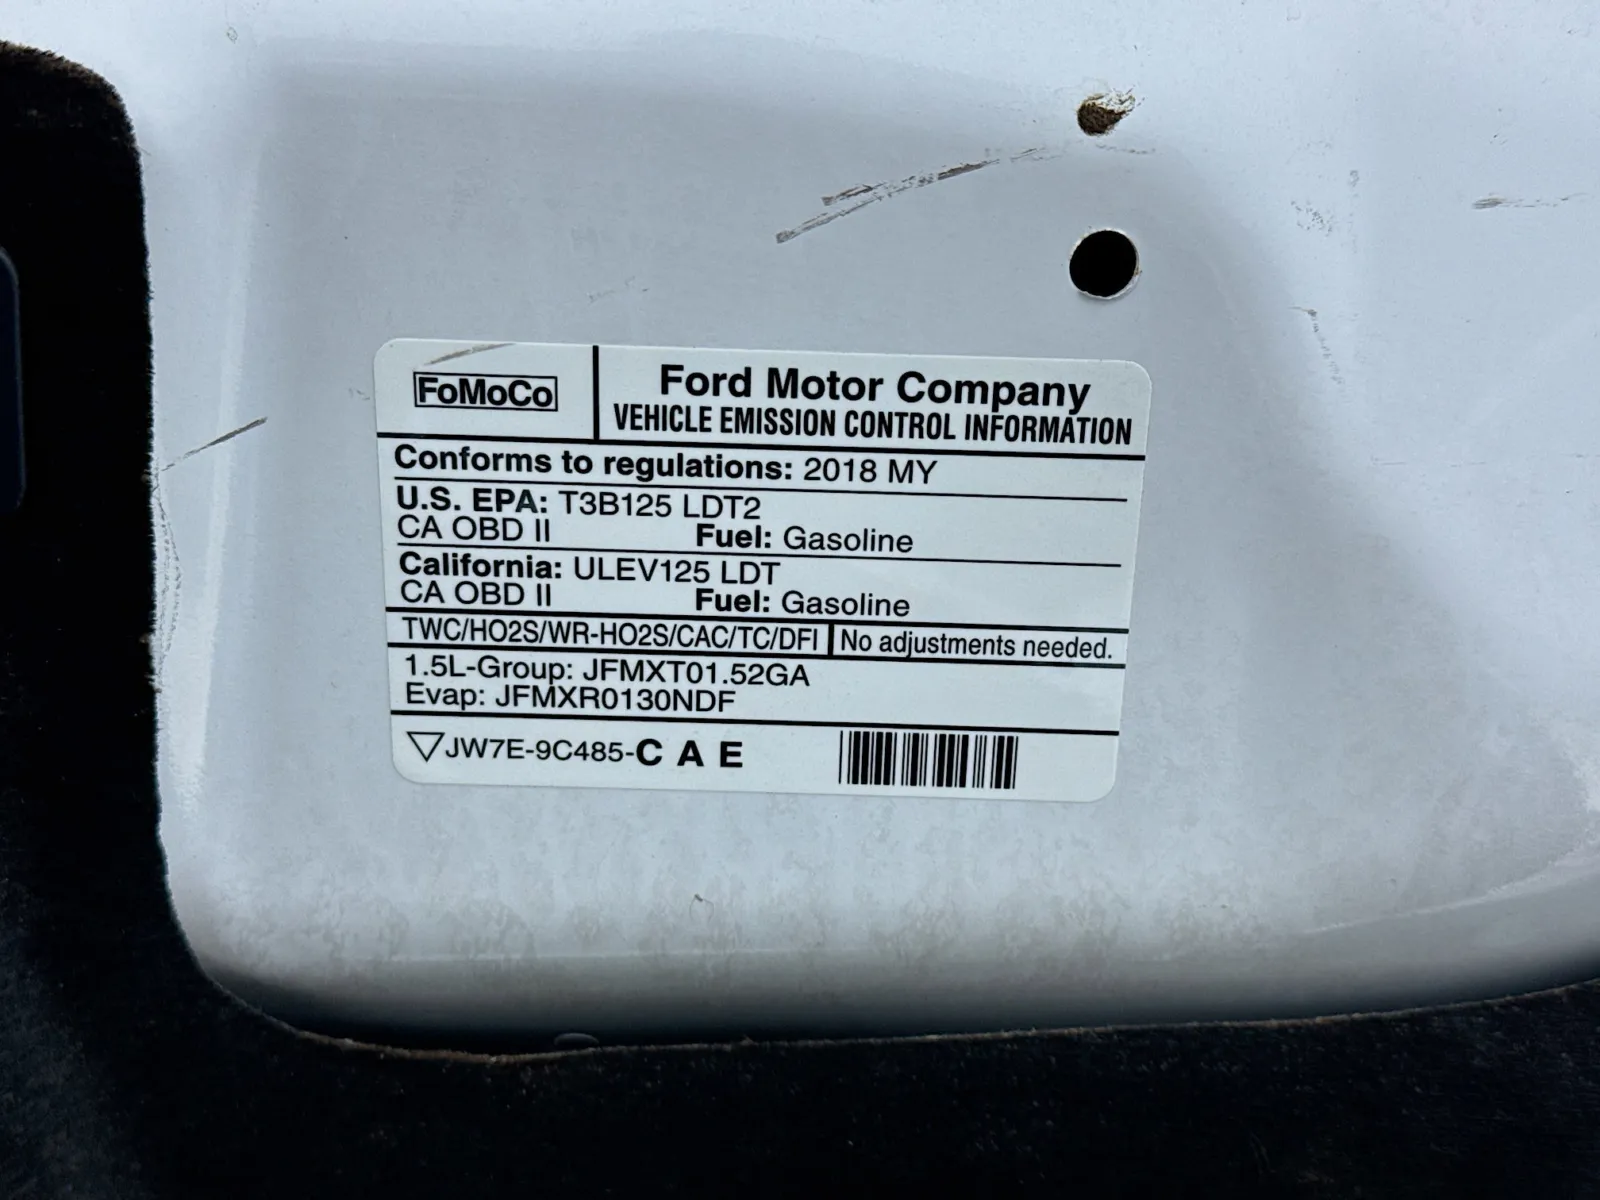 FoMoCo
Ford Motor Company
VEHICLE EMISSION CONTROL INFORMATION
Conforms to regulations: 2018 MY
U.S. EPA: T3B125 LDT2
CA OBD II Fuel: Gasoline
California: ULEV125 LDT
CA OBD II Fuel: Gasoline
TWC/HO2S/WR-HO2S/CAC/TC/DFI No adjustments needed.
1.5L-Group: JFMXT01.52GA
Evap: JFMXR0130NDF
JW7E-9C485-C A E